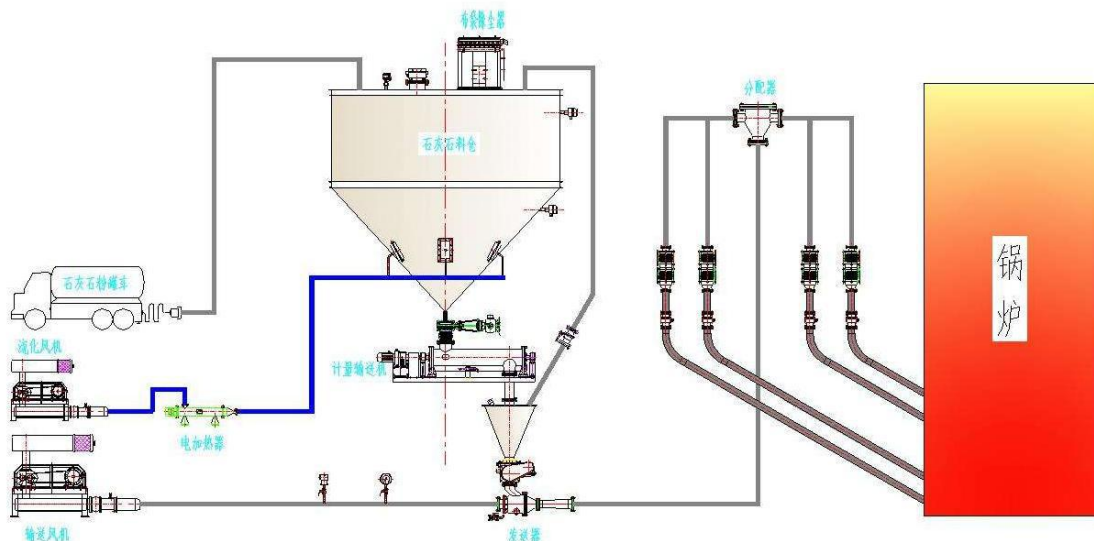 布袋除尘器
分配器
石灰石料仓
锅炉
石灰石粉罐车
流化风机
计量输送机
电加热器
输送风机
发送器